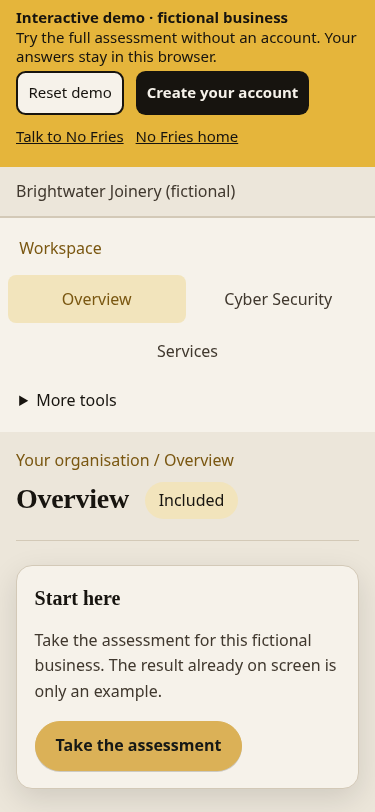 Interactive demo · fictional business
Try the full assessment without an account. Your
answers stay in this browser.
Reset demo
Create your account
Talk to No Fries
No Fries home
Brightwater Joinery (fictional)
Workspace
Overview
Cyber Security
Services
More tools
Your organisation / Overview
Overview
Included
Start here
Take the assessment for this fictional
business. The result already on screen is
only an example.
Take the assessment